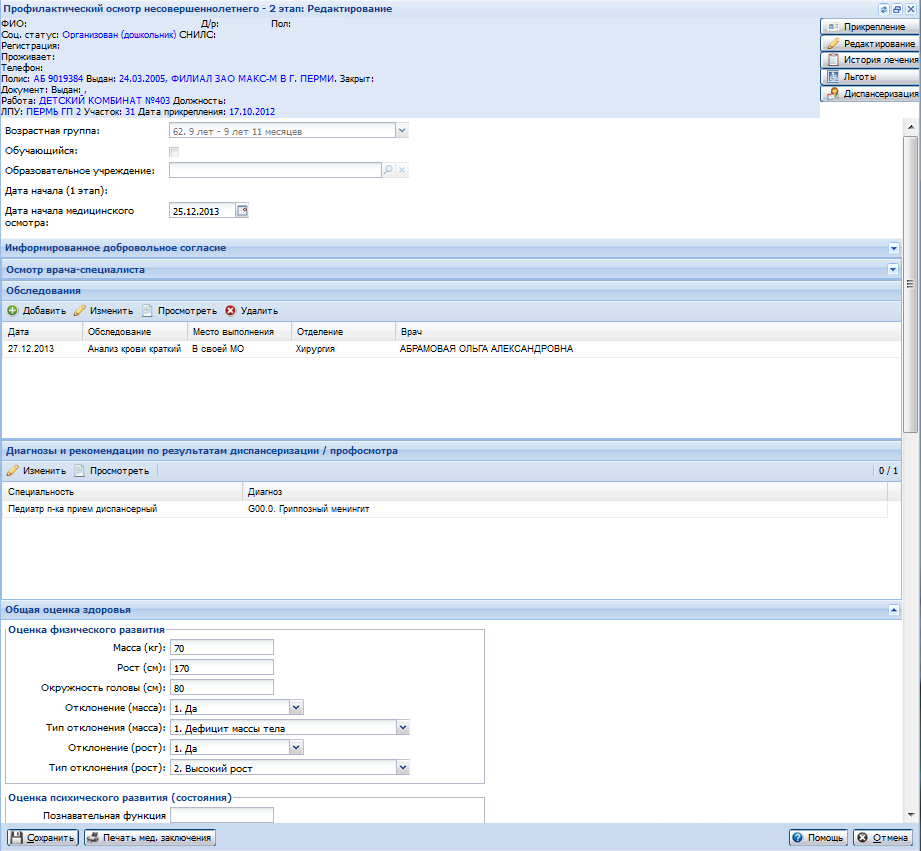 Профилактический осмотр несовершеннолетнего - 2 этап: Редактирование
ФИО: Д/р: Пол:
Соц. статус: Организован (дошкольник) СНИЛС:
Регистрация:
Проживает:
Телефон:
Полис: АБ 9019384 Выдан: 24.03.2005, ФИЛИАЛ ЗАО МАКС-М В Г. ПЕРМИ. Закрыт:
Документ: Выдан: ,
Работа: ДЕТСКИЙ КОМБИНАТ №403 Должность:
ЛПУ: ПЕРМЬ ГП 2 Участок: 31 Дата прикрепления: 17.10.2012
Прикрепление
Редактирование
История лечения
Льготы
Диспансеризация
Возрастная группа: 62. 9 лет - 9 лет 11 месяцев
Обучающийся:
Образовательное учреждение:
Дата начала (1 этап):
Дата начала медицинского осмотра: 25.12.2013
Информированное добровольное согласие
Осмотр врача-специалиста
Обследования
Добавить Изменить Просмотреть Удалить
Дата Обследование Место выполнения Отделение Врач
27.12.2013 Анализ крови краткий В своей МО Хирургия АБРАМОВАЯ ОЛЬГА АЛЕКСАНДРОВНА
Диагнозы и рекомендации по результатам диспансеризации / профосмотра
Изменить Просмотреть 0 / 1
Специальность Диагноз
Педиатр п-ка прием диспансерный G00.0. Гриппозный менингит
Общая оценка здоровья
Оценка физического развития
Масса (кг): 70
Рост (см): 170
Окружность головы (см): 80
Отклонение (масса): 1. Да
Тип отклонения (масса): 1. Дефицит массы тела
Отклонение (рост): 1. Да
Тип отклонения (рост): 2. Высокий рост
Оценка психического развития (состояния)
Познавательная функция
Сохранить Печать мед. заключения Помощь Отмена